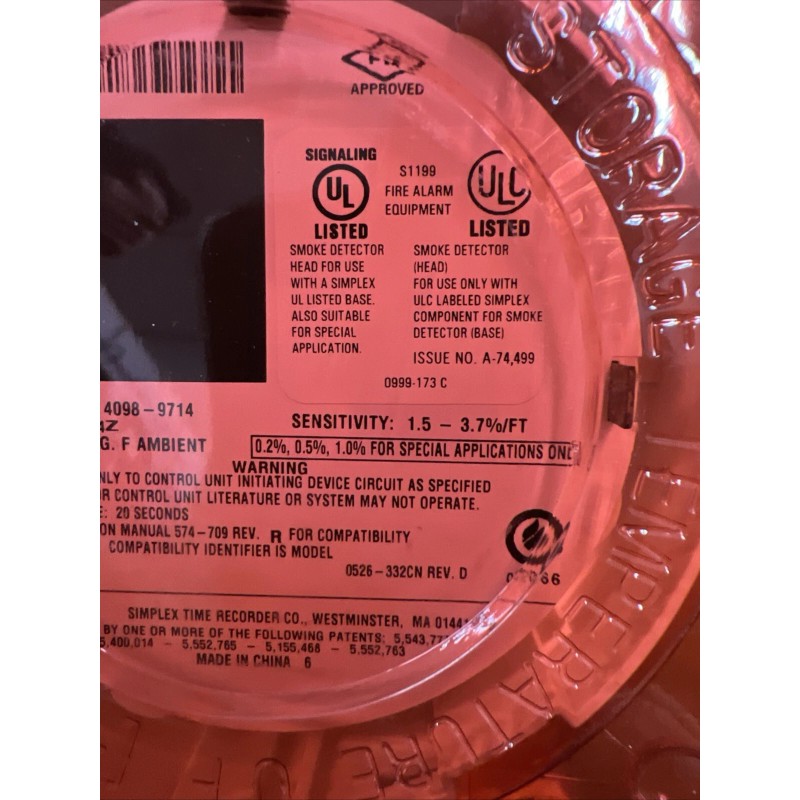 FM
APPROVED
SIGNALING
UL
LISTED
SMOKE DETECTOR
HEAD FOR USE
WITH A SIMPLEX
UL LISTED BASE.
ALSO SUITABLE
FOR SPECIAL
APPLICATION.
S1199
FIRE ALARM
EQUIPMENT
ULC
LISTED
SMOKE DETECTOR
(HEAD)
FOR USE ONLY WITH
ULC LABELED SIMPLEX
COMPONENT FOR SMOKE
DETECTOR (BASE)
ISSUE NO. A-74,499
0999-173 C
4098-9714
4Z
G. F AMBIENT
SENSITIVITY: 1.5 - 3.7%/FT
0.2%, 0.5%, 1.0% FOR SPECIAL APPLICATIONS ONL
WARNING
NLY TO CONTROL UNIT INITIATING DEVICE CIRCUIT AS SPECIFIED
R CONTROL UNIT LITERATURE OR SYSTEM MAY NOT OPERATE.
E: 20 SECONDS
ON MANUAL 574-709 REV. R FOR COMPATIBILITY
COMPATIBILITY IDENTIFIER IS MODEL
0526-332CN REV. D
SIMPLEX TIME RECORDER CO., WESTMINSTER, MA 0144
BY ONE OR MORE OF THE FOLLOWING PATENTS: 5,543,77
5,400,014 - 5,552,765 - 5,155,468 - 5,552,763
MADE IN CHINA 6
STORAGE TEMPERATURE